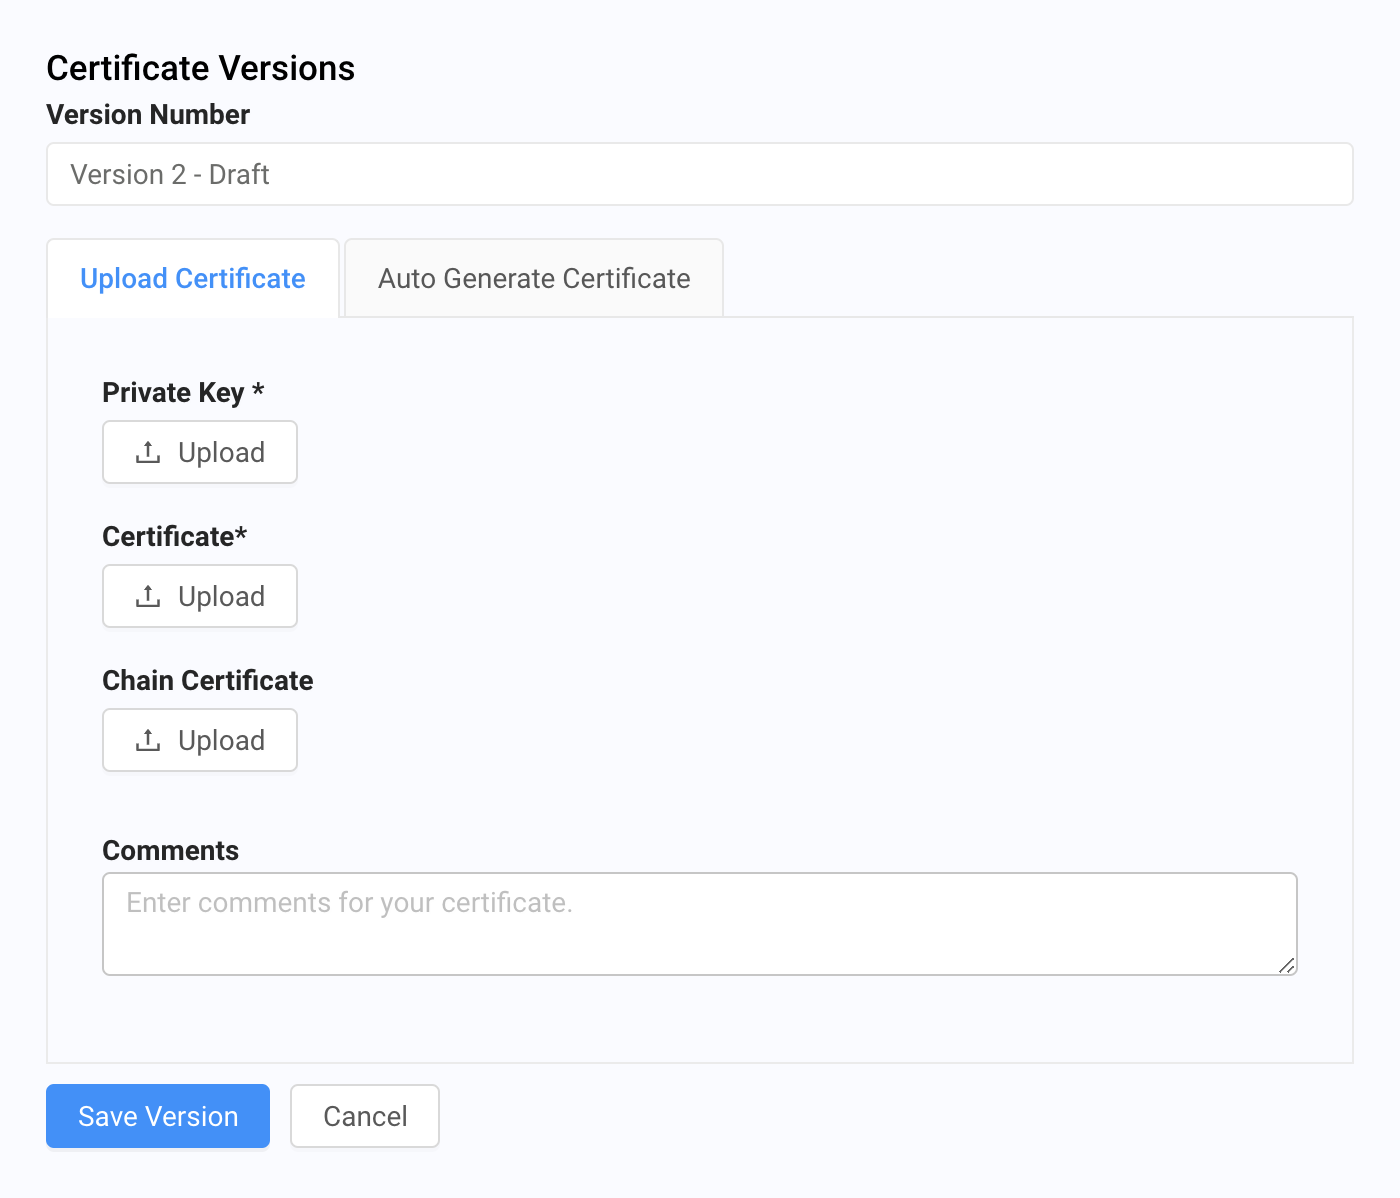 Certificate Versions
Version Number
Version 2 - Draft
Upload Certificate
Auto Generate Certificate
Private Key *
Upload
Certificate*
Upload
Chain Certificate
Upload
Comments
Enter comments for your certificate.
Save Version
Cancel